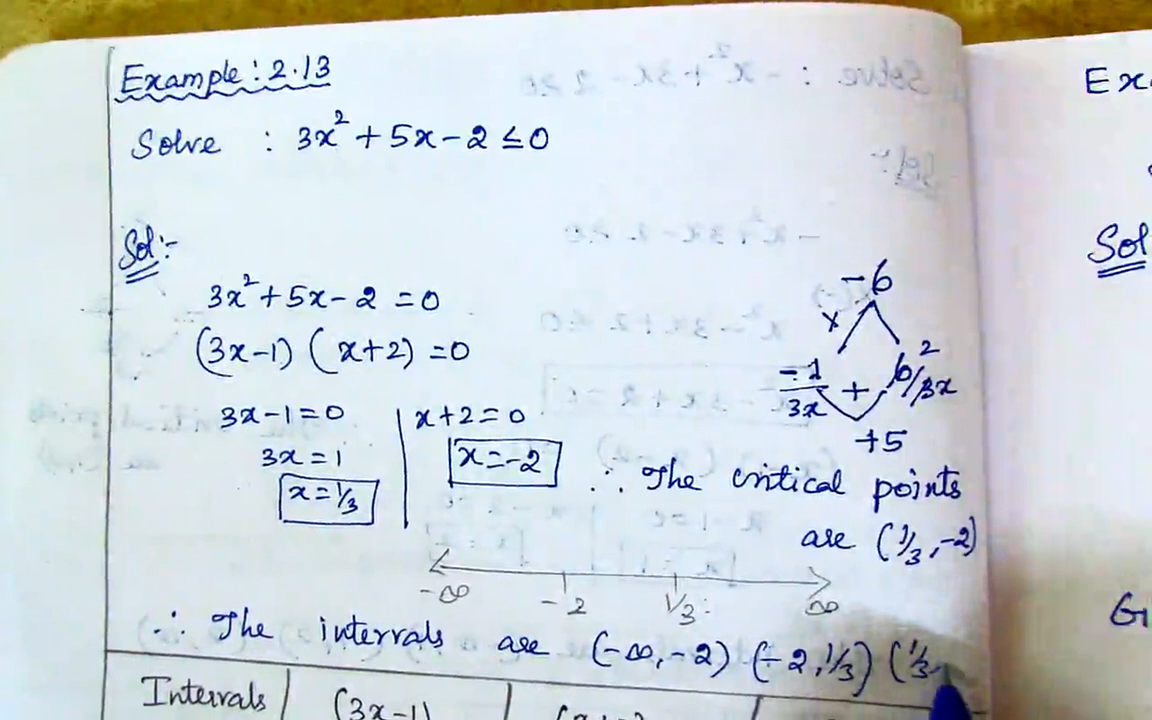 Example: 2.13
Solve : 3x² + 5x - 2 ≤ 0
Sol:-
3x² + 5x - 2 = 0
(3x-1) (x+2) = 0
3x-1=0
3x = 1
x = 1/3
x+2=0
x=-2
-6
x
-1/3x + 6/3x 2
+5
∴ The critical points
are (1/3, -2)
-∞ -2 1/3 ∞
∴ The intervals are (-∞, -2) (-2, 1/3) (1/3,
Intervals (3x-1)
Ex
Sol